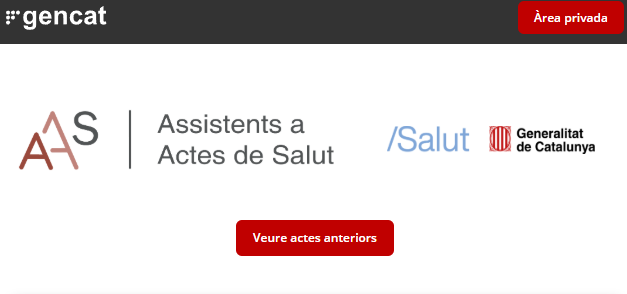 gencat
Àrea privada
AAS
Assistents a
Actes de Salut
/Salut
Generalitat
de Catalunya
Veure actes anteriors